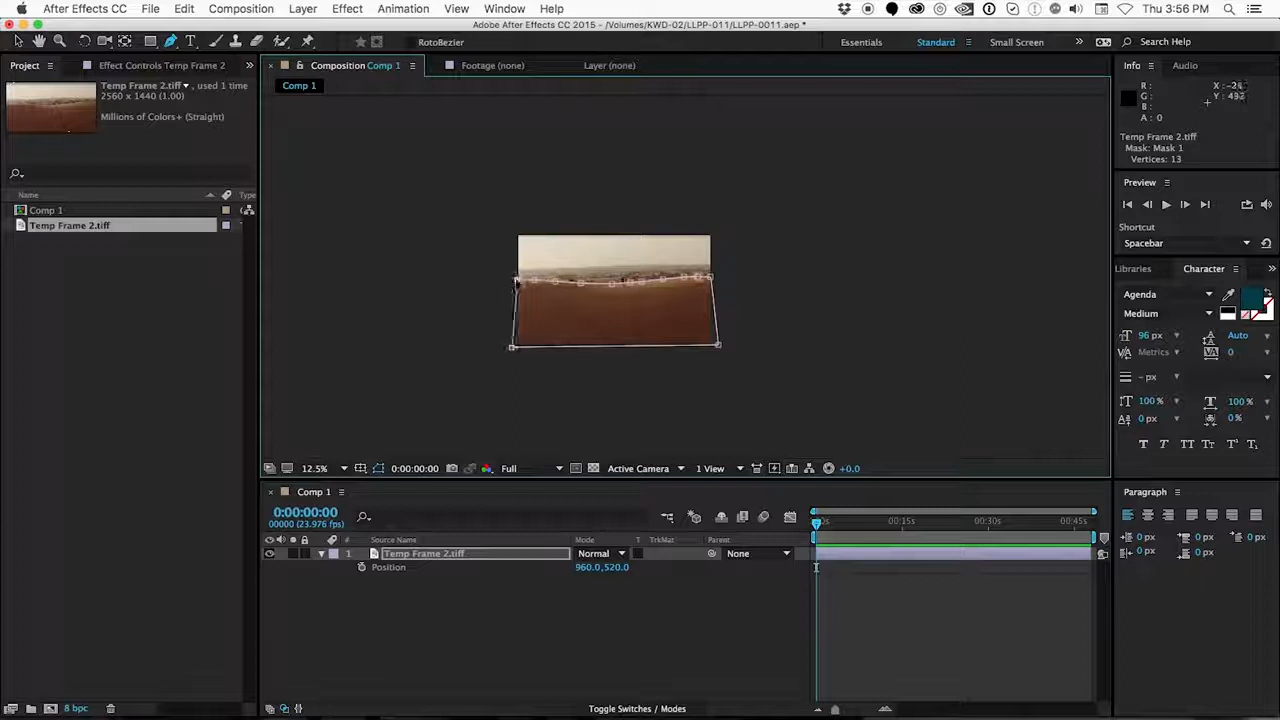 After Effects CC File Edit Composition Layer Effect Animation View Window Help Thu 3:56 PM
Adobe After Effects CC 2015 - /Volumes/KWD-02/LLPP-011/LLPP-0011.aep *
RotoBezier Essentials Standard Small Screen Search Help
Project Effect Controls Temp Frame 2.tiff Composition Comp 1 Footage (none) Layer (none) Info Audio
Temp Frame 2.tiff , used 1 time
2560 x 1440 (1.00)
Millions of Colors+ (Straight)
Comp 1
R :
G :
B :
A : 0
Y : 492
Temp Frame 2.tiff
Mask: Mask 1
Vertices: 13
Preview
Shortcut
Spacebar
Libraries Character
Agenda
Medium
96 px Auto
Metrics 0
- px
100 % 100 %
0 px 0 %
T T TT Tr T¹ T₁
Name Type
Comp 1
Temp Frame 2.tiff
8 bpc
12.5% 0:00:00:00 Full Active Camera 1 View +0.0
Comp 1
0:00:00:00
00000 (23.976 fps)
00:15s 00:30s 00:45s
# Source Name Mode T TrkMat Parent
1 Temp Frame 2.tiff Normal None
Position 960.0,520.0
Toggle Switches / Modes
Paragraph
0 px 0 px 0 px
0 px 0 px